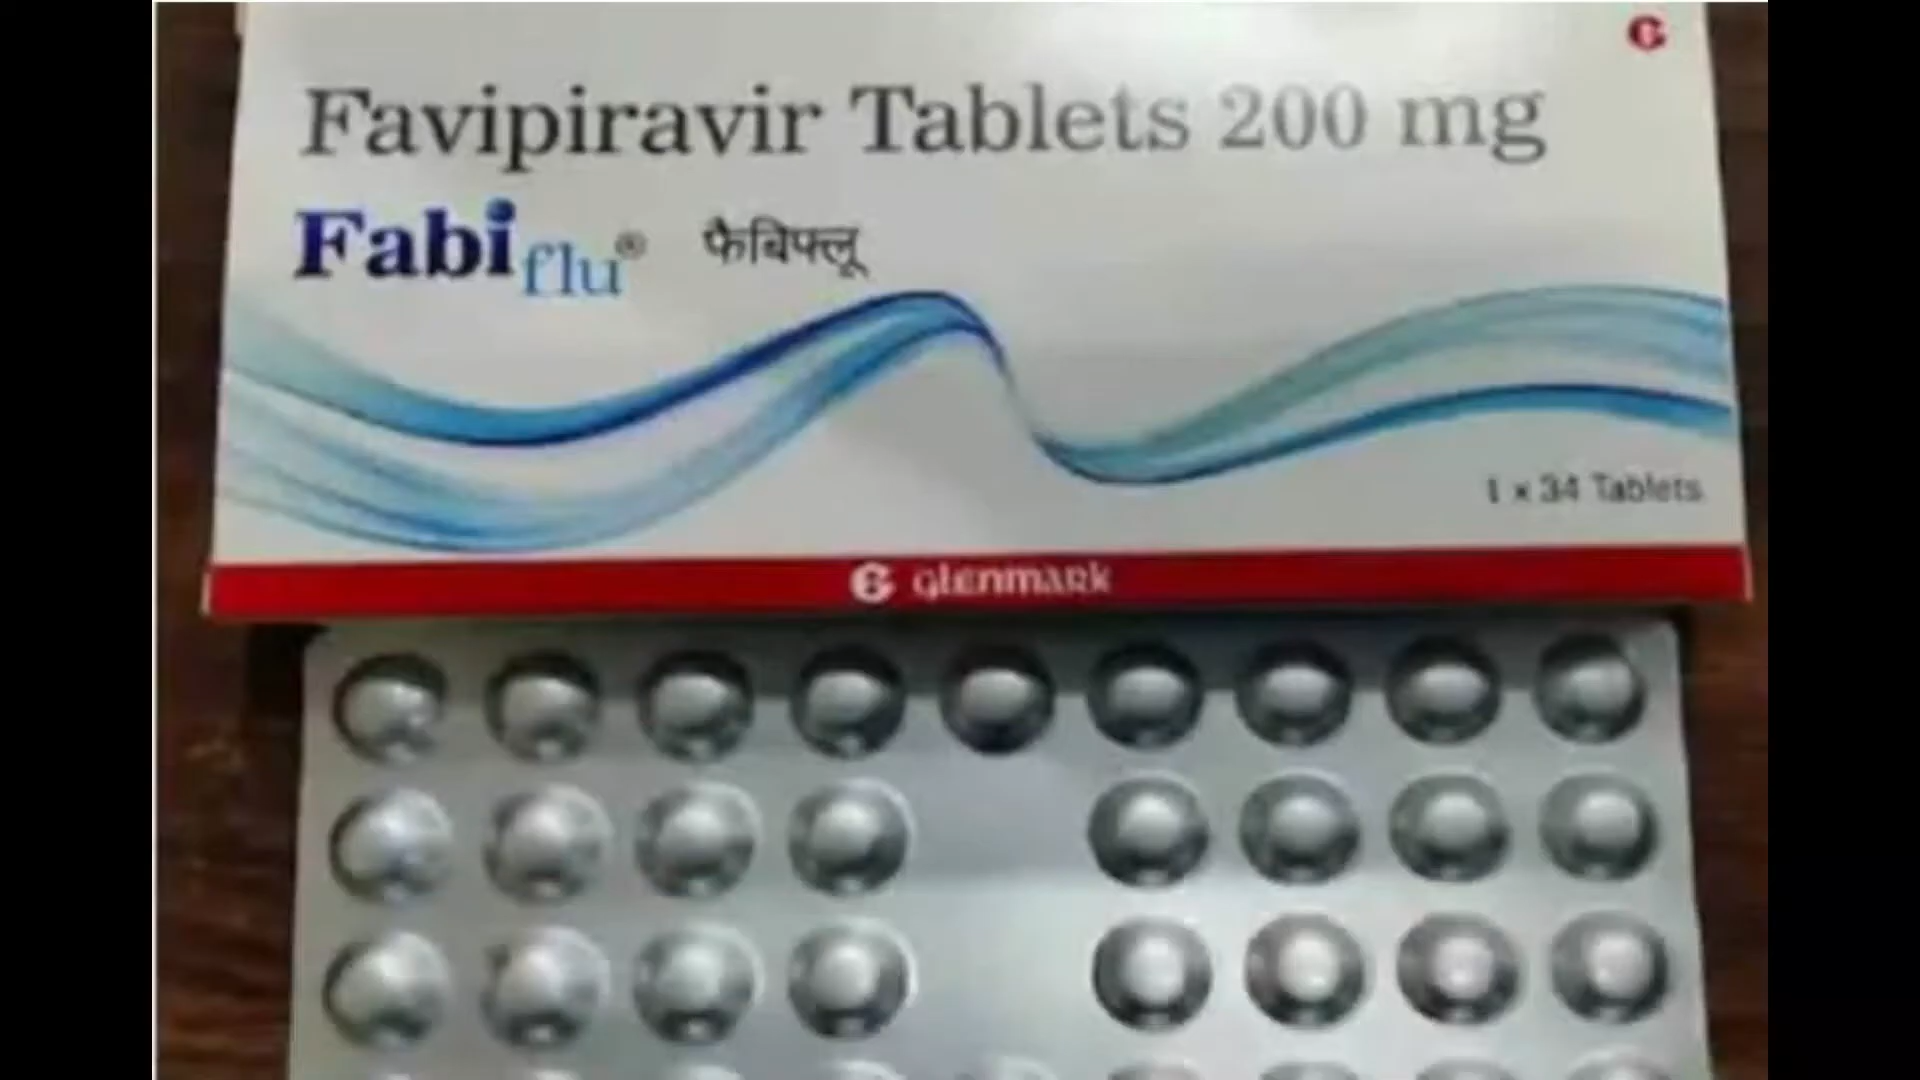 Favipiravir Tablets 200 mg
Fabiflu® फैबिफ्लू
1 x 34 Tablets
G GLENMARK